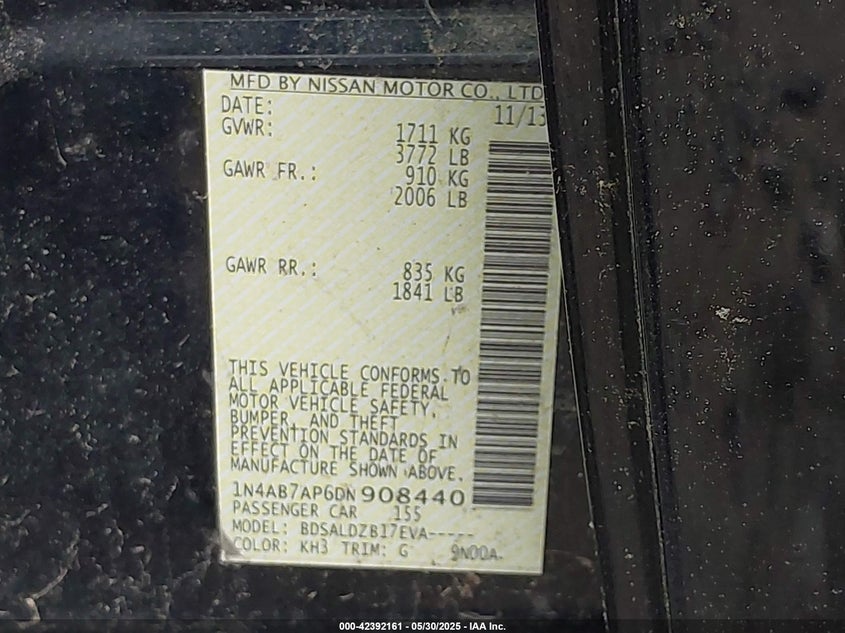 MFD BY NISSAN MOTOR CO., LTD
DATE: 11/13
GVWR: 1711 KG
3772 LB
GAWR FR.: 910 KG
2006 LB
GAWR RR.: 835 KG
1841 LB
THIS VEHICLE CONFORMS TO
ALL APPLICABLE FEDERAL
MOTOR VEHICLE SAFETY,
BUMPER, AND THEFT
PREVENTION STANDARDS IN
EFFECT ON THE DATE OF
MANUFACTURE SHOWN ABOVE.
1N4AB7AP6DN908440
PASSENGER CAR 155
MODEL: BDSALDZB17EVA-----
COLOR: KH3 TRIM: G 9N00A
000-42392161 - 05/30/2025 - IAA Inc.